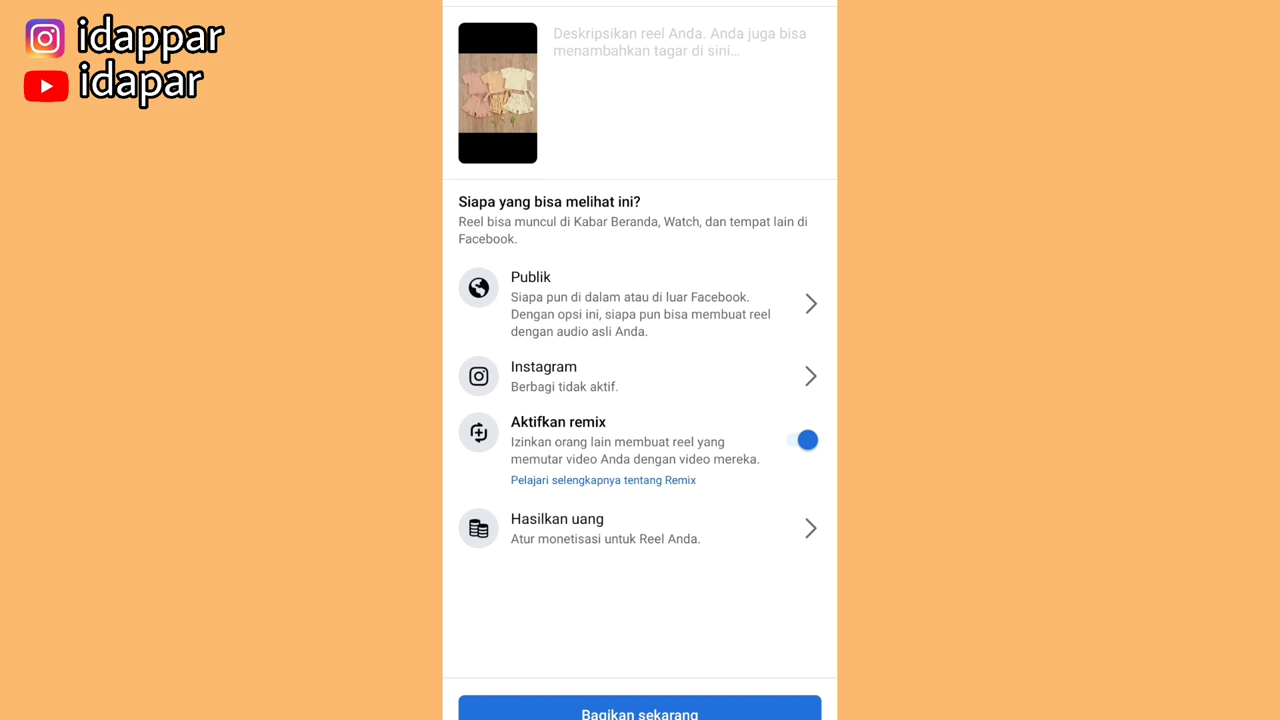 idappar
idapar
Deskripsikan reel Anda. Anda juga bisa
menambahkan tagar di sini...
Siapa yang bisa melihat ini?
Reel bisa muncul di Kabar Beranda, Watch, dan tempat lain di
Facebook.
Publik
Siapa pun di dalam atau di luar Facebook.
Dengan opsi ini, siapa pun bisa membuat reel
dengan audio asli Anda.
Instagram
Berbagi tidak aktif.
Aktifkan remix
Izinkan orang lain membuat reel yang
memutar video Anda dengan video mereka.
Pelajari selengkapnya tentang Remix
Hasilkan uang
Atur monetisasi untuk Reel Anda.
Bagikan sekarang